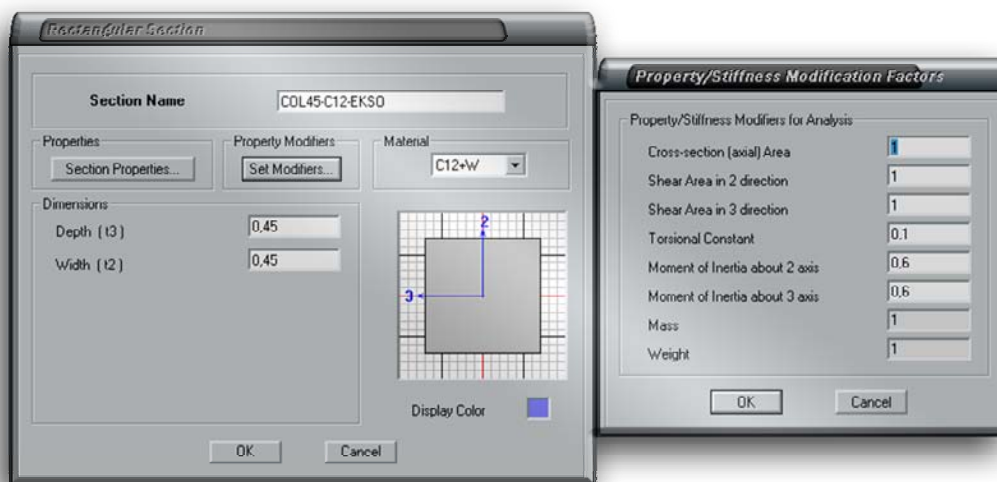 Rectangular Section
Section Name
COL45-C12-EKSO
Properties
Section Properties...
Property Modifiers
Set Modifiers...
Material
C12+W
Dimensions
Depth ( t3 )
0,45
Width ( t2 )
0,45
2
3
Display Color
OK
Cancel
Property/Stiffness Modification Factors
Property/Stiffness Modifiers for Analysis
Cross-section (axial) Area
1
Shear Area in 2 direction
1
Shear Area in 3 direction
1
Torsional Constant
0,1
Moment of Inertia about 2 axis
0,6
Moment of Inertia about 3 axis
0,6
Mass
1
Weight
1
OK
Cancel